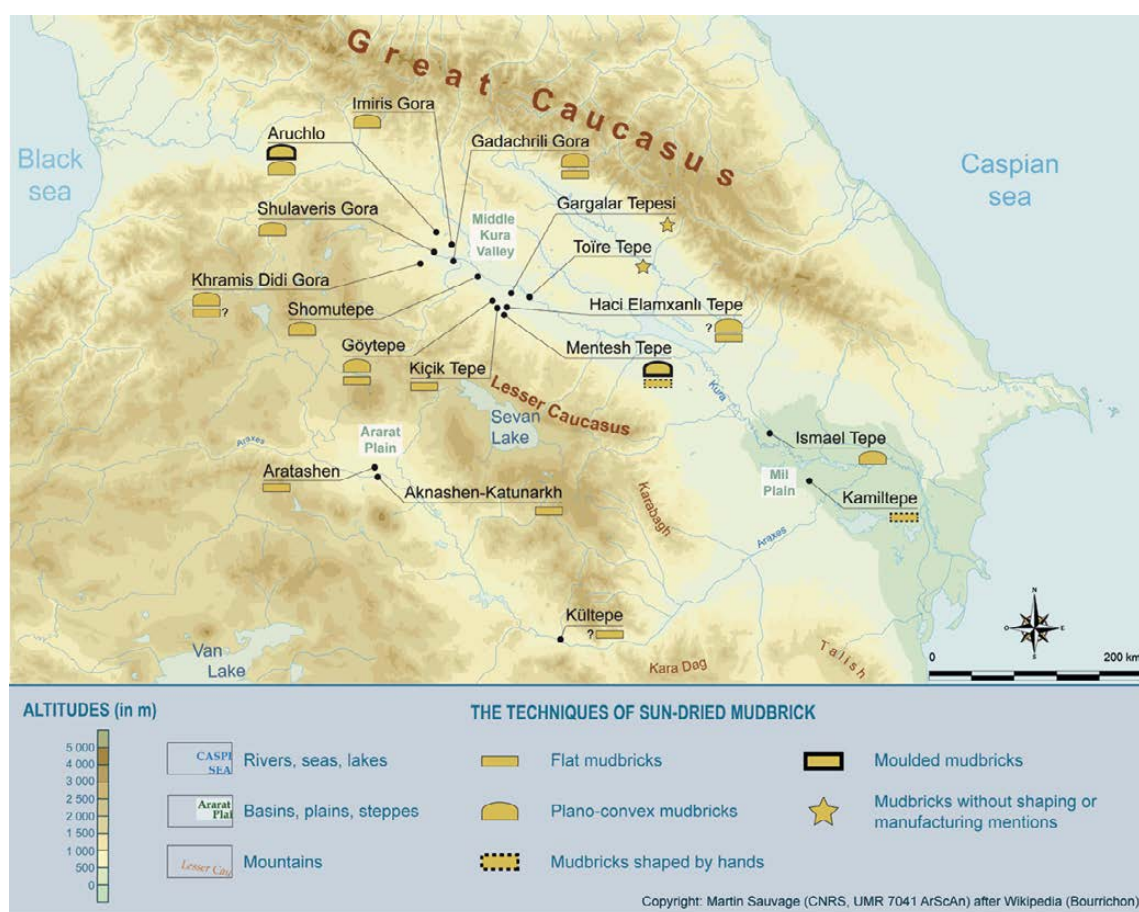 Great Caucasus
Imiris Gora
Aruchlo
Gadachrili Gora
Black
sea
Caspian
sea
Shulaveris Gora
Middle
Kura
Valley
Gargalar Tepesi
Toïre Tepe
Khramis Didi Gora
?
Shomutepe
Haci Elamxanlı Tepe
?
Göytepe
Mentesh Tepe
Kiçik Tepe
Lesser Caucasus
Kura
Sevan
Lake
Araxes
Ararat
Plain
Ismael Tepe
Aratashen
Mil
Plain
Aknashen-Katunarkh
Kamiltepe
Karabagh
Araxes
Kültepe
?
N
O
E
S
Van
Lake
Kara Dag
Talish
0
200 km
ALTITUDES (in m)
5 000
4 000
3 000
2 500
2 000
1 500
1 000
500
0
CASPI
SEA
Rivers, seas, lakes
Ararat
Plai
Basins, plains, steppes
Lesser Cau
Mountains
THE TECHNIQUES OF SUN-DRIED MUDBRICK
Flat mudbricks
Plano-convex mudbricks
Mudbricks shaped by hands
Moulded mudbricks
Mudbricks without shaping or
manufacturing mentions
Copyright: Martin Sauvage (CNRS, UMR 7041 ArScAn) after Wikipedia (Bourrichon)